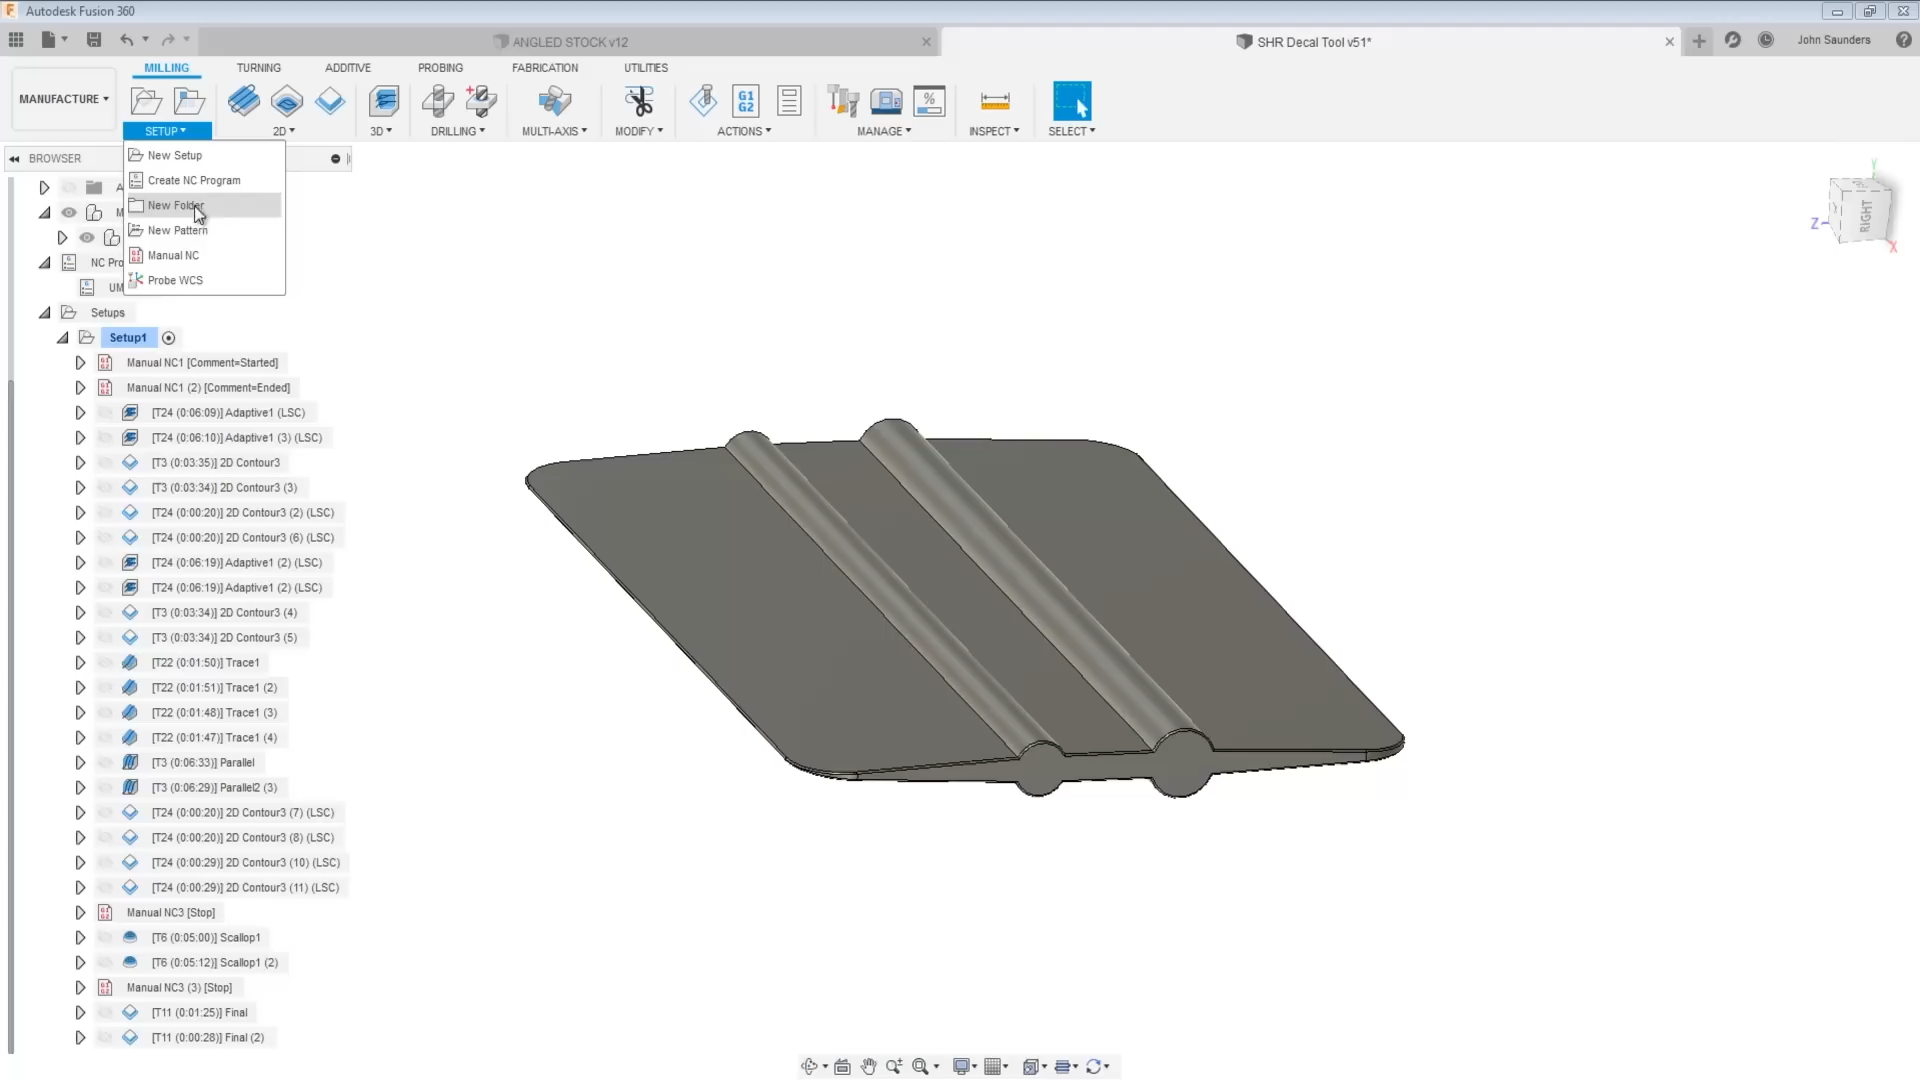 Autodesk Fusion 360
ANGLED STOCK v12
SHR Decal Tool v51*
John Saunders
MILLING
TURNING
ADDITIVE
PROBING
FABRICATION
UTILITIES
MANUFACTURE
SETUP
2D
3D
DRILLING
MULTI-AXIS
MODIFY
ACTIONS
MANAGE
INSPECT
SELECT
G1
G2
%
BROWSER
New Setup
Create NC Program
New Folder
New Pattern
Manual NC
Probe WCS
A
M
NC Pro
UM
Setups
Setup1
Manual NC1 [Comment=Started]
Manual NC1 (2) [Comment=Ended]
[T24 (0:06:09)] Adaptive1 (LSC)
[T24 (0:06:10)] Adaptive1 (3) (LSC)
[T3 (0:03:35)] 2D Contour3
[T3 (0:03:34)] 2D Contour3 (3)
[T24 (0:00:20)] 2D Contour3 (2) (LSC)
[T24 (0:00:20)] 2D Contour3 (6) (LSC)
[T24 (0:06:19)] Adaptive1 (2) (LSC)
[T24 (0:06:19)] Adaptive1 (2) (LSC)
[T3 (0:03:34)] 2D Contour3 (4)
[T3 (0:03:34)] 2D Contour3 (5)
[T22 (0:01:50)] Trace1
[T22 (0:01:51)] Trace1 (2)
[T22 (0:01:48)] Trace1 (3)
[T22 (0:01:47)] Trace1 (4)
[T3 (0:06:33)] Parallel
[T3 (0:06:29)] Parallel2 (3)
[T24 (0:00:20)] 2D Contour3 (7) (LSC)
[T24 (0:00:20)] 2D Contour3 (8) (LSC)
[T24 (0:00:29)] 2D Contour3 (10) (LSC)
[T24 (0:00:29)] 2D Contour3 (11) (LSC)
Manual NC3 [Stop]
[T6 (0:05:00)] Scallop1
[T6 (0:05:12)] Scallop1 (2)
Manual NC3 (3) [Stop]
[T11 (0:01:25)] Final
[T11 (0:00:28)] Final (2)
Y
Z
RIGHT
X